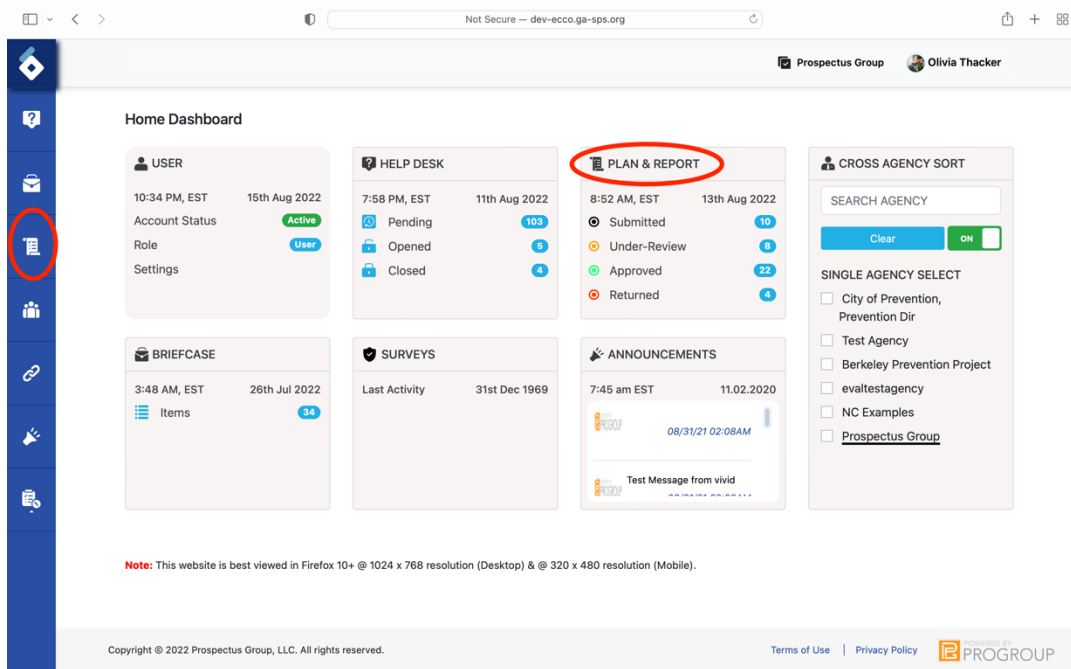 Not Secure — dev-ecco.ga-sps.org
Prospectus Group
Olivia Thacker
Home Dashboard
USER
10:34 PM, EST 15th Aug 2022
Account Status Active
Role User
Settings
HELP DESK
7:58 PM, EST 11th Aug 2022
Pending 103
Opened 5
Closed 4
PLAN & REPORT
8:52 AM, EST 13th Aug 2022
Submitted 10
Under-Review 8
Approved 22
Returned 4
CROSS AGENCY SORT
SEARCH AGENCY
Clear ON
SINGLE AGENCY SELECT
City of Prevention,
Prevention Dir
Test Agency
Berkeley Prevention Project
evaltestagency
NC Examples
Prospectus Group
BRIEFCASE
3:48 AM, EST 26th Jul 2022
Items 34
SURVEYS
Last Activity 31st Dec 1969
ANNOUNCEMENTS
7:45 am EST 11.02.2020
PROGROUP
08/31/21 02:08AM
Test Message from vivid
PROGROUP
Note: This website is best viewed in Firefox 10+ @ 1024 x 768 resolution (Desktop) & @ 320 x 480 resolution (Mobile).
Copyright © 2022 Prospectus Group, LLC. All rights reserved.
Terms of Use | Privacy Policy
POWERED BY
PROGROUP